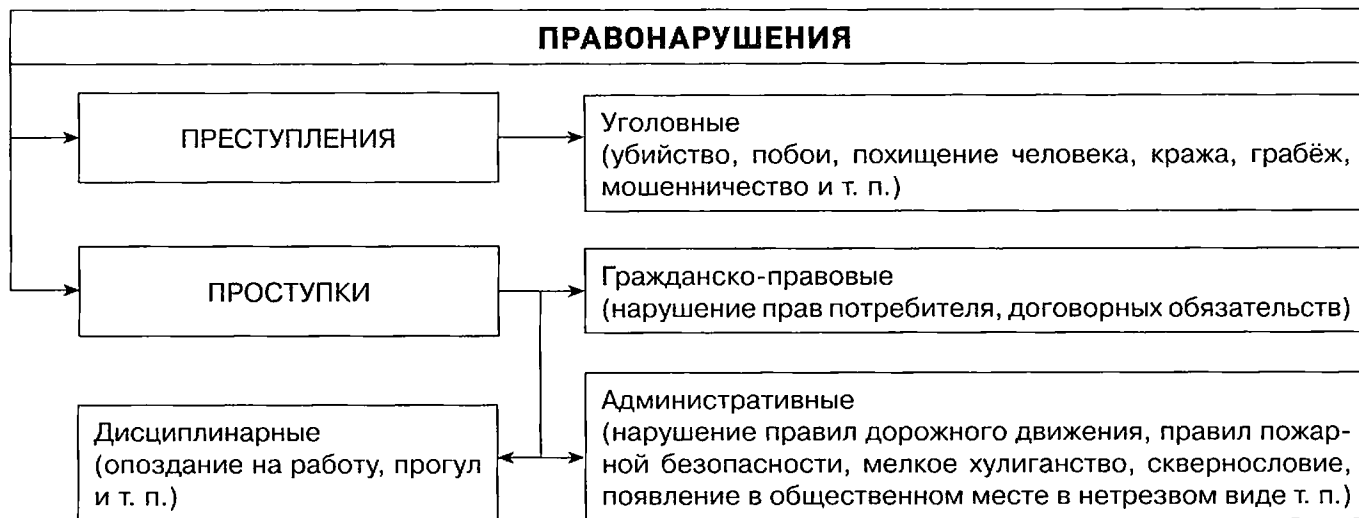 ПРАВОНАРУШЕНИЯ
ПРЕСТУПЛЕНИЯ
Уголовные
(убийство, побои, похищение человека, кража, грабёж,
мошенничество и т. п.)
ПРОСТУПКИ
Гражданско-правовые
(нарушение прав потребителя, договорных обязательств)
Дисциплинарные
(опоздание на работу, прогул
и т. п.)
Административные
(нарушение правил дорожного движения, правил пожар-
ной безопасности, мелкое хулиганство, сквернословие,
появление в общественном месте в нетрезвом виде т. п.)